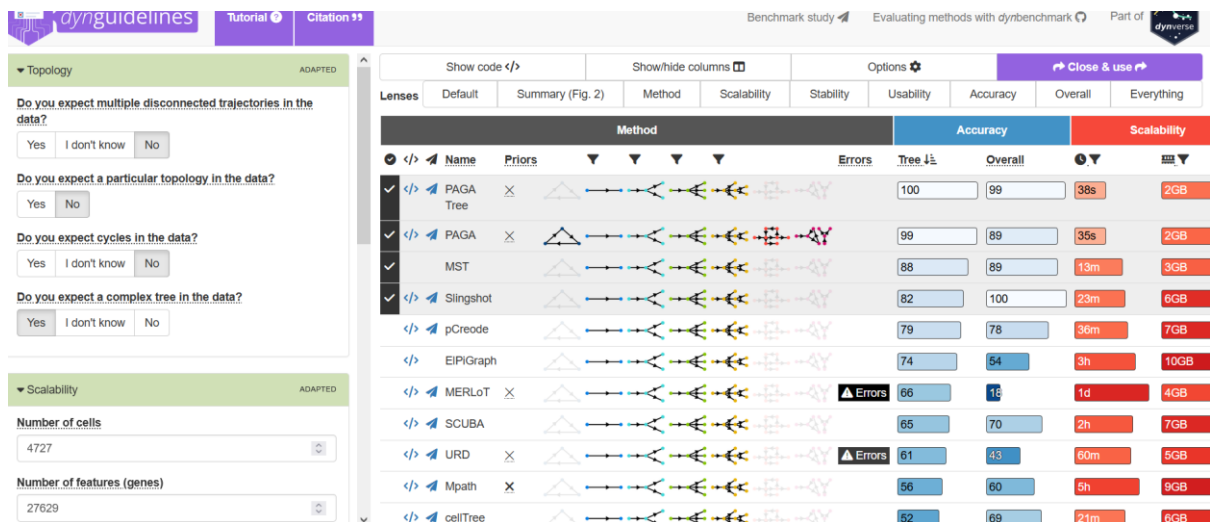 dynguidelines
Tutorial ?
Citation
Benchmark study
Evaluating methods with dynbenchmark
Part of
dynverse
Topology
ADAPTED
Do you expect multiple disconnected trajectories in the
data?
Yes I don't know No
Do you expect a particular topology in the data?
Yes No
Do you expect cycles in the data?
Yes I don't know No
Do you expect a complex tree in the data?
Yes I don't know No
Scalability
ADAPTED
Number of cells
4727
Number of features (genes)
27629
Show code </>
Show/hide columns
Options
Close & use
Lenses Default Summary (Fig. 2) Method Scalability Stability Usability Accuracy Overall Everything
Method Accuracy Scalability
</> Name Priors Errors Tree Overall
</> PAGA Tree × 100 99 38s 2GB
</> PAGA × 99 89 35s 2GB
MST 88 89 13m 3GB
</> Slingshot 82 100 23m 6GB
</> pCreode 79 78 36m 7GB
</> ElPiGraph 74 54 3h 10GB
</> MERLoT × Errors 66 18 1d 4GB
</> SCUBA 65 70 2h 7GB
</> URD × Errors 61 43 60m 5GB
</> Mpath × 56 60 5h 9GB
</> cellTree 52 69 21m 6GB